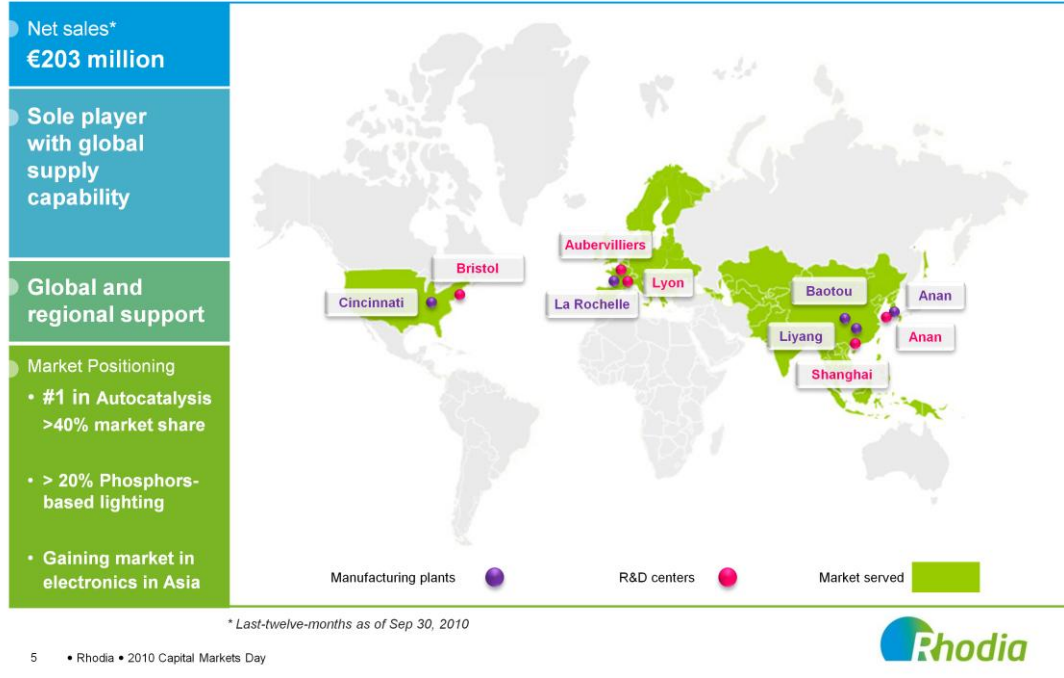 Net sales*
€203 million
Sole player
with global
supply
capability
Global and
regional support
Market Positioning
• #1 in Autocatalysis
>40% market share
• > 20% Phosphors-
based lighting
• Gaining market in
electronics in Asia
Aubervilliers
Bristol
Lyon
Cincinnati
La Rochelle
Baotou
Anan
Liyang
Anan
Shanghai
Manufacturing plants
R&D centers
Market served
* Last-twelve-months as of Sep 30, 2010
5 • Rhodia • 2010 Capital Markets Day
Rhodia